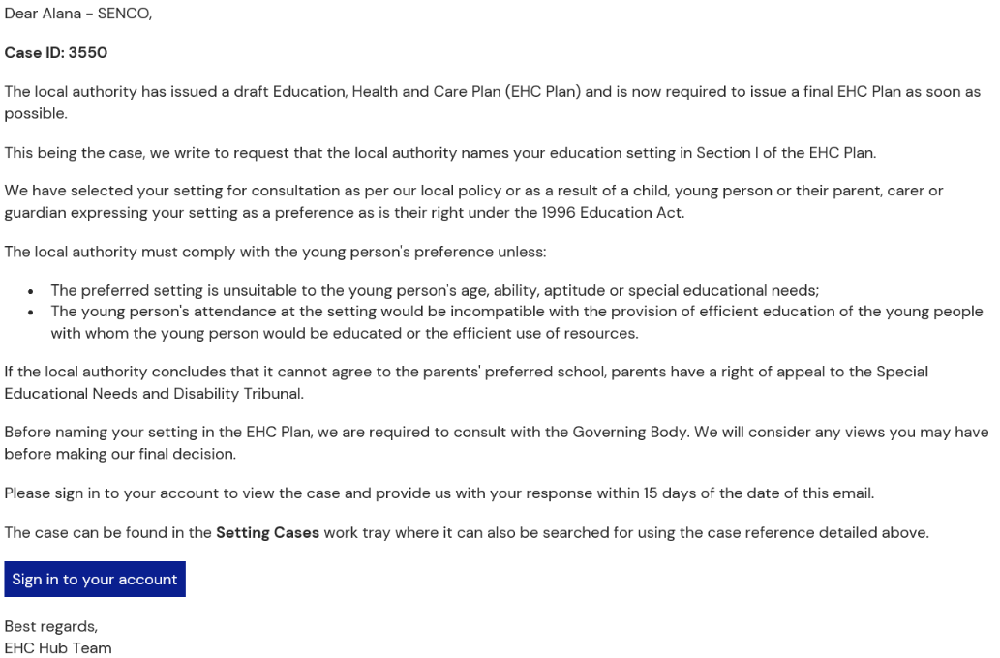 Dear Alana - SENCO,
Case ID: 3550
The local authority has issued a draft Education, Health and Care Plan (EHC Plan) and is now required to issue a final EHC Plan as soon as
possible.
This being the case, we write to request that the local authority names your education setting in Section I of the EHC Plan.
We have selected your setting for consultation as per our local policy or as a result of a child, young person or their parent, carer or
guardian expressing your setting as a preference as is their right under the 1996 Education Act.
The local authority must comply with the young person's preference unless:
• The preferred setting is unsuitable to the young person's age, ability, aptitude or special educational needs;
• The young person's attendance at the setting would be incompatible with the provision of efficient education of the young people
with whom the young person would be educated or the efficient use of resources.
If the local authority concludes that it cannot agree to the parents' preferred school, parents have a right of appeal to the Special
Educational Needs and Disability Tribunal.
Before naming your setting in the EHC Plan, we are required to consult with the Governing Body. We will consider any views you may have
before making our final decision.
Please sign in to your account to view the case and provide us with your response within 15 days of the date of this email.
The case can be found in the Setting Cases work tray where it can also be searched for using the case reference detailed above.
Sign in to your account
Best regards,
EHC Hub Team